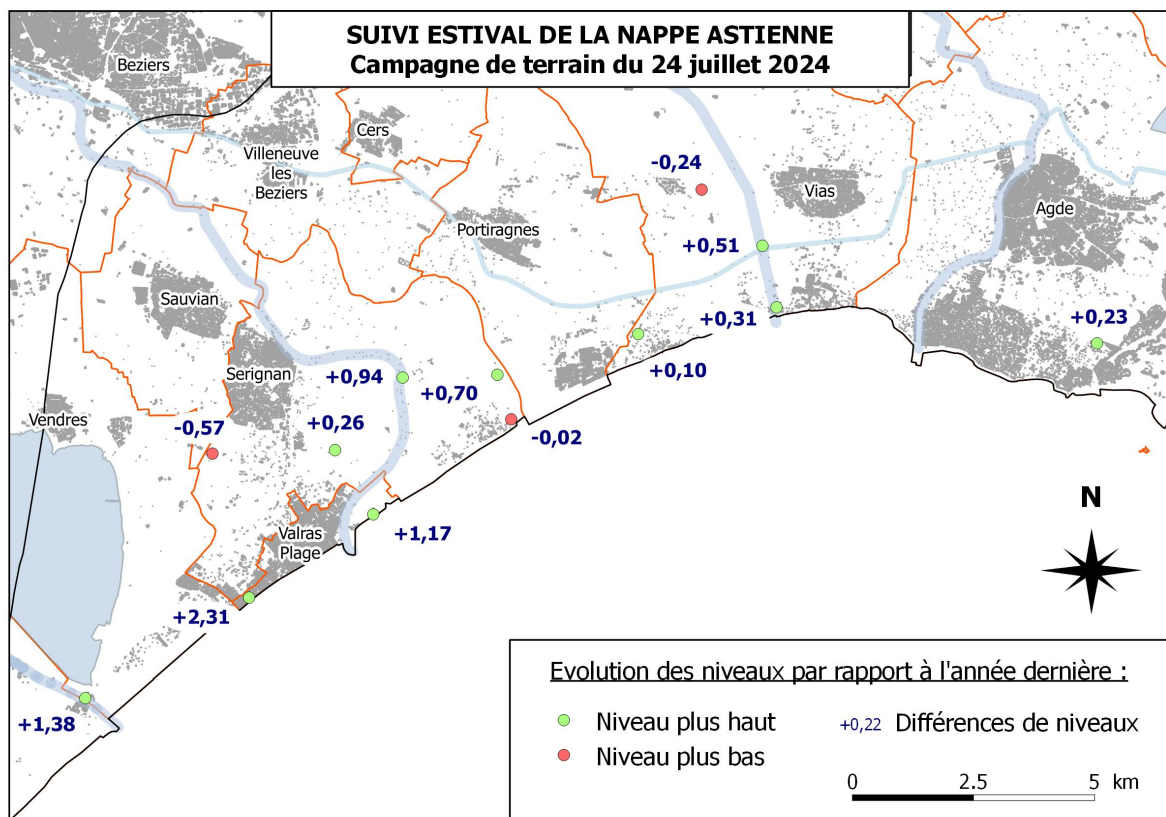 SUIVI ESTIVAL DE LA NAPPE ASTIENNE
Campagne de terrain du 24 juillet 2024
Beziers
Cers
Villeneuve
les
Beziers
-0,24
Vias
Agde
Portiragnes
+0,51
Sauvian
+0,31
+0,23
Serignan
+0,94
+0,70
+0,10
Vendres
-0,57
+0,26
-0,02
N
Valras
Plage
+1,17
+2,31
+1,38
Evolution des niveaux par rapport à l'année dernière :
Niveau plus haut
+0,22 Différences de niveaux
Niveau plus bas
0 2.5 5 km